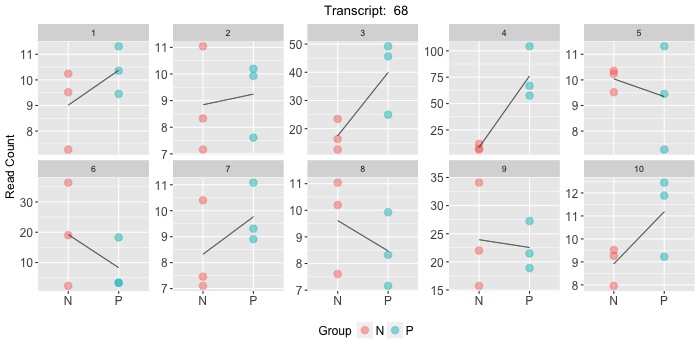 Transcript: 68
1 2 3 4 5
11 10 9 8
11 10 9 8 7
50 40 30 20
100 75 50 25
11 10 9 8
Read Count
6 7 8 9 10
30 20 10
11 10 9 8 7
11 10 9 8 7
35 30 25 20 15
12 11 10 9 8
N P N P N P N P N P
Group N P